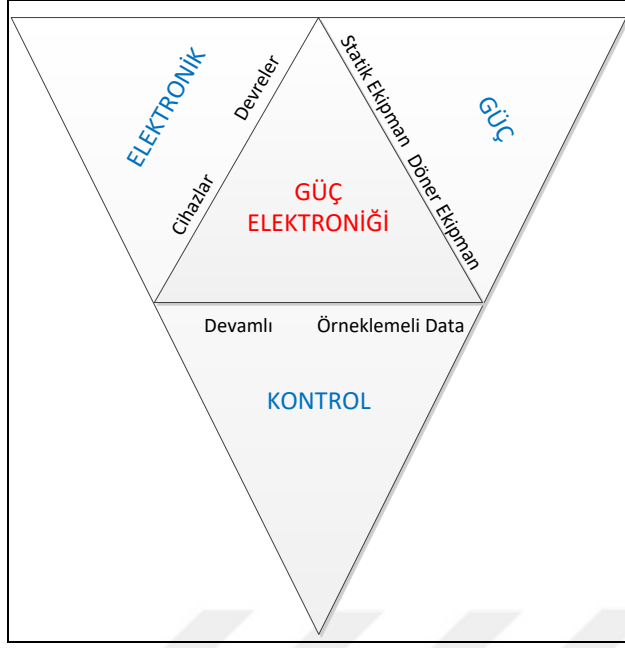 ELEKTRONİK
Devreler
Cihazlar
Statik Ekipman
Döner Ekipman
GÜÇ
GÜÇ
ELEKTRONİĞİ
Devamlı
Örneklemeli Data
KONTROL